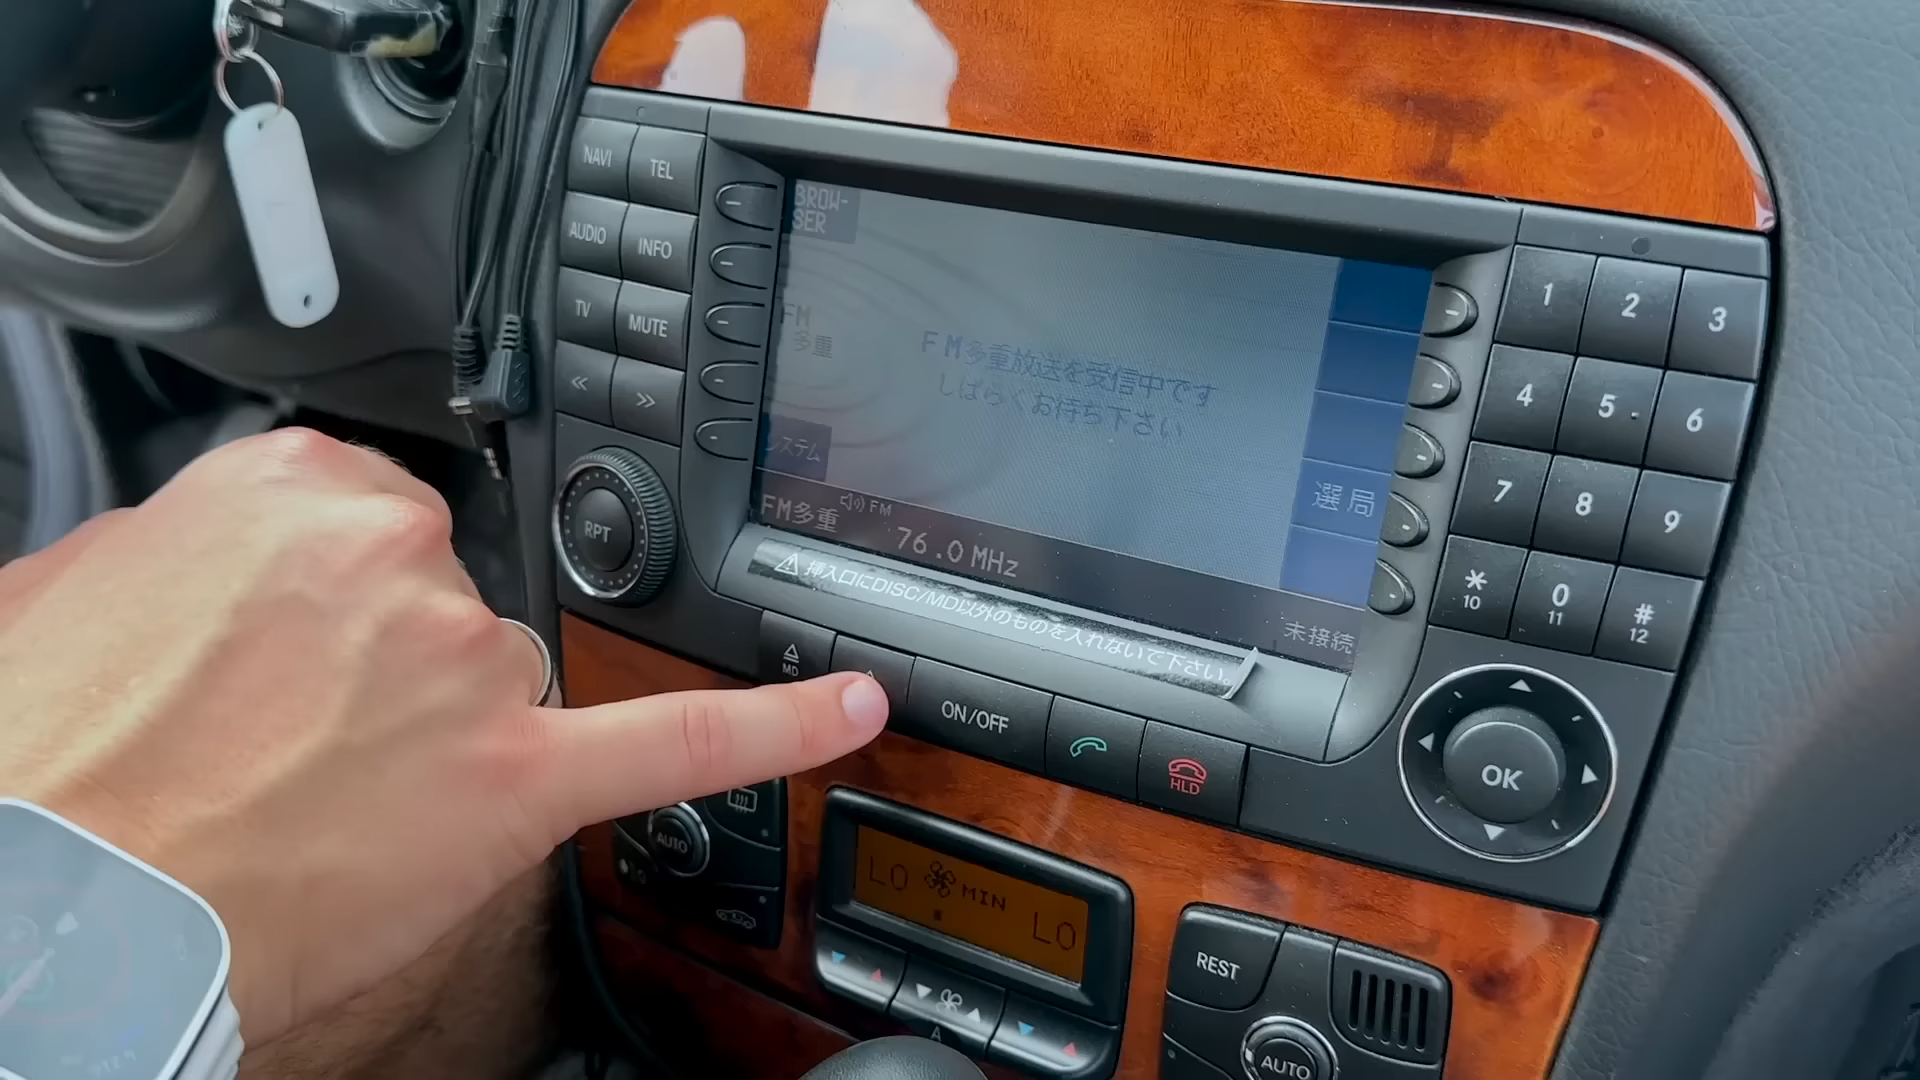 NAVI
TEL
AUDIO
INFO
TV
MUTE
RPT
BROW-
SER
FM
多重
システム
FM多重放送を受信中です
しばらくお待ち下さい
選局
FM多重
FM
76.0 MHz
未接続
挿入口にDISC/MD以外のものを入れないで下さい。
MD
ON/OFF
HLD
1
2
3
4
5
6
7
8
9
*
10
0
11
#
12
OK
AUTO
LO
MIN
LO
A
REST
AUTO